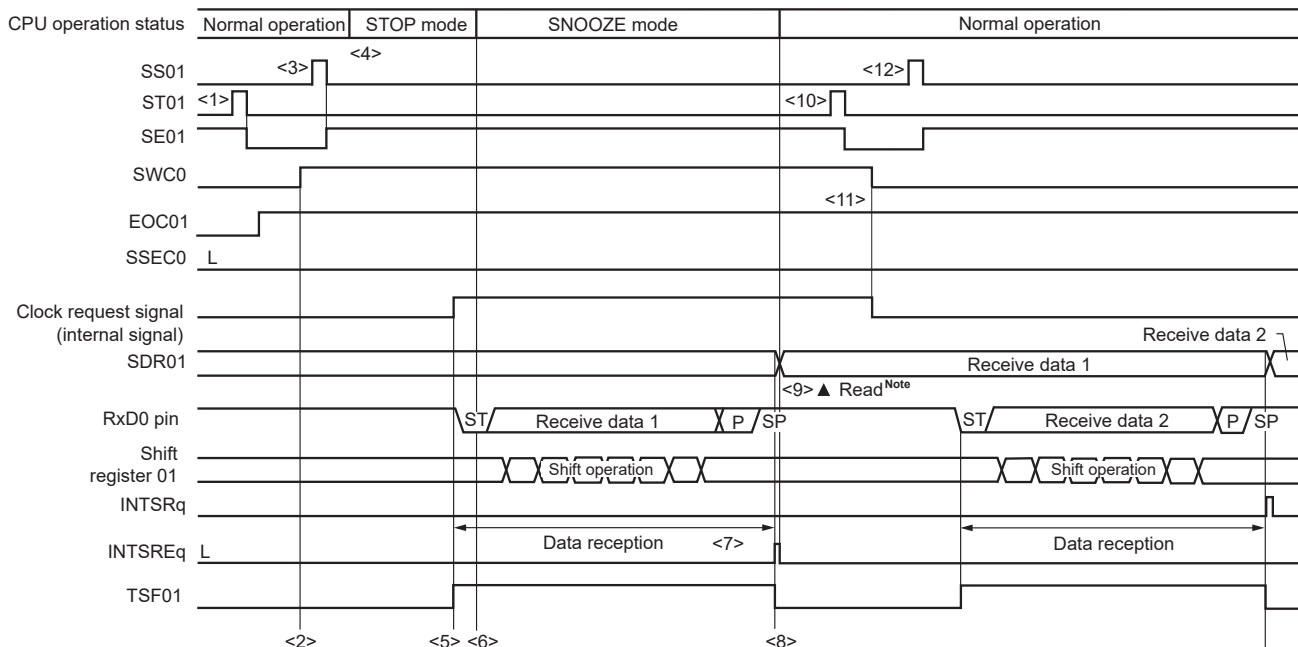 CPU operation status Normal operation STOP mode SNOOZE mode Normal operation
<4>
SS01 <3> <12>
ST01 <1> <10>
SE01
SWC0
<11>
EOC01
SSEC0 L
Clock request signal
(internal signal)
Receive data 2
SDR01 Receive data 1
<9> ▲ Read Note
RxD0 pin ST Receive data 1 P SP ST Receive data 2 P SP
Shift
register 01 Shift operation Shift operation
INTSRq
Data reception <7> Data reception
INTSREq L
TSF01
<2> <5> <6> <8>